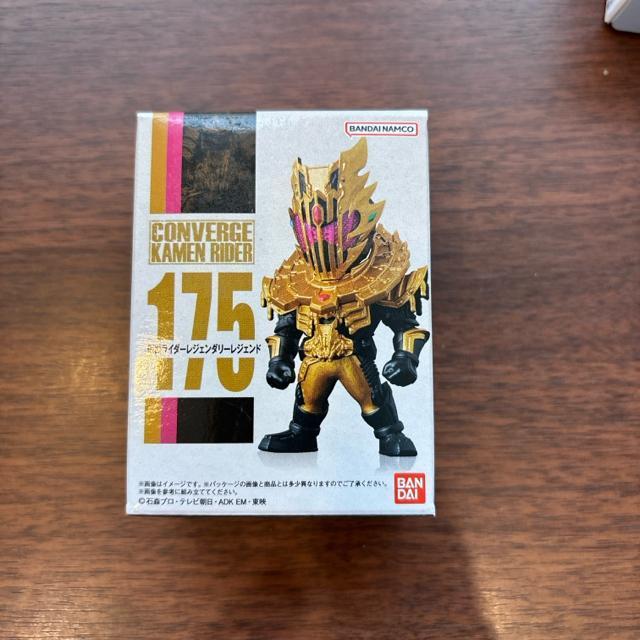 BANDAI NAMCO
CONVERGE
KAMEN RIDER
175
仮面ライダーレジェンダリーレジェンド
※画像はイメージです。※パッケージの画像と商品とは多少異なりますのでご了承ください。
※画像を参考に組み立ててください。
©石森プロ・テレビ朝日・ADK EM・東映
BAN
DAI